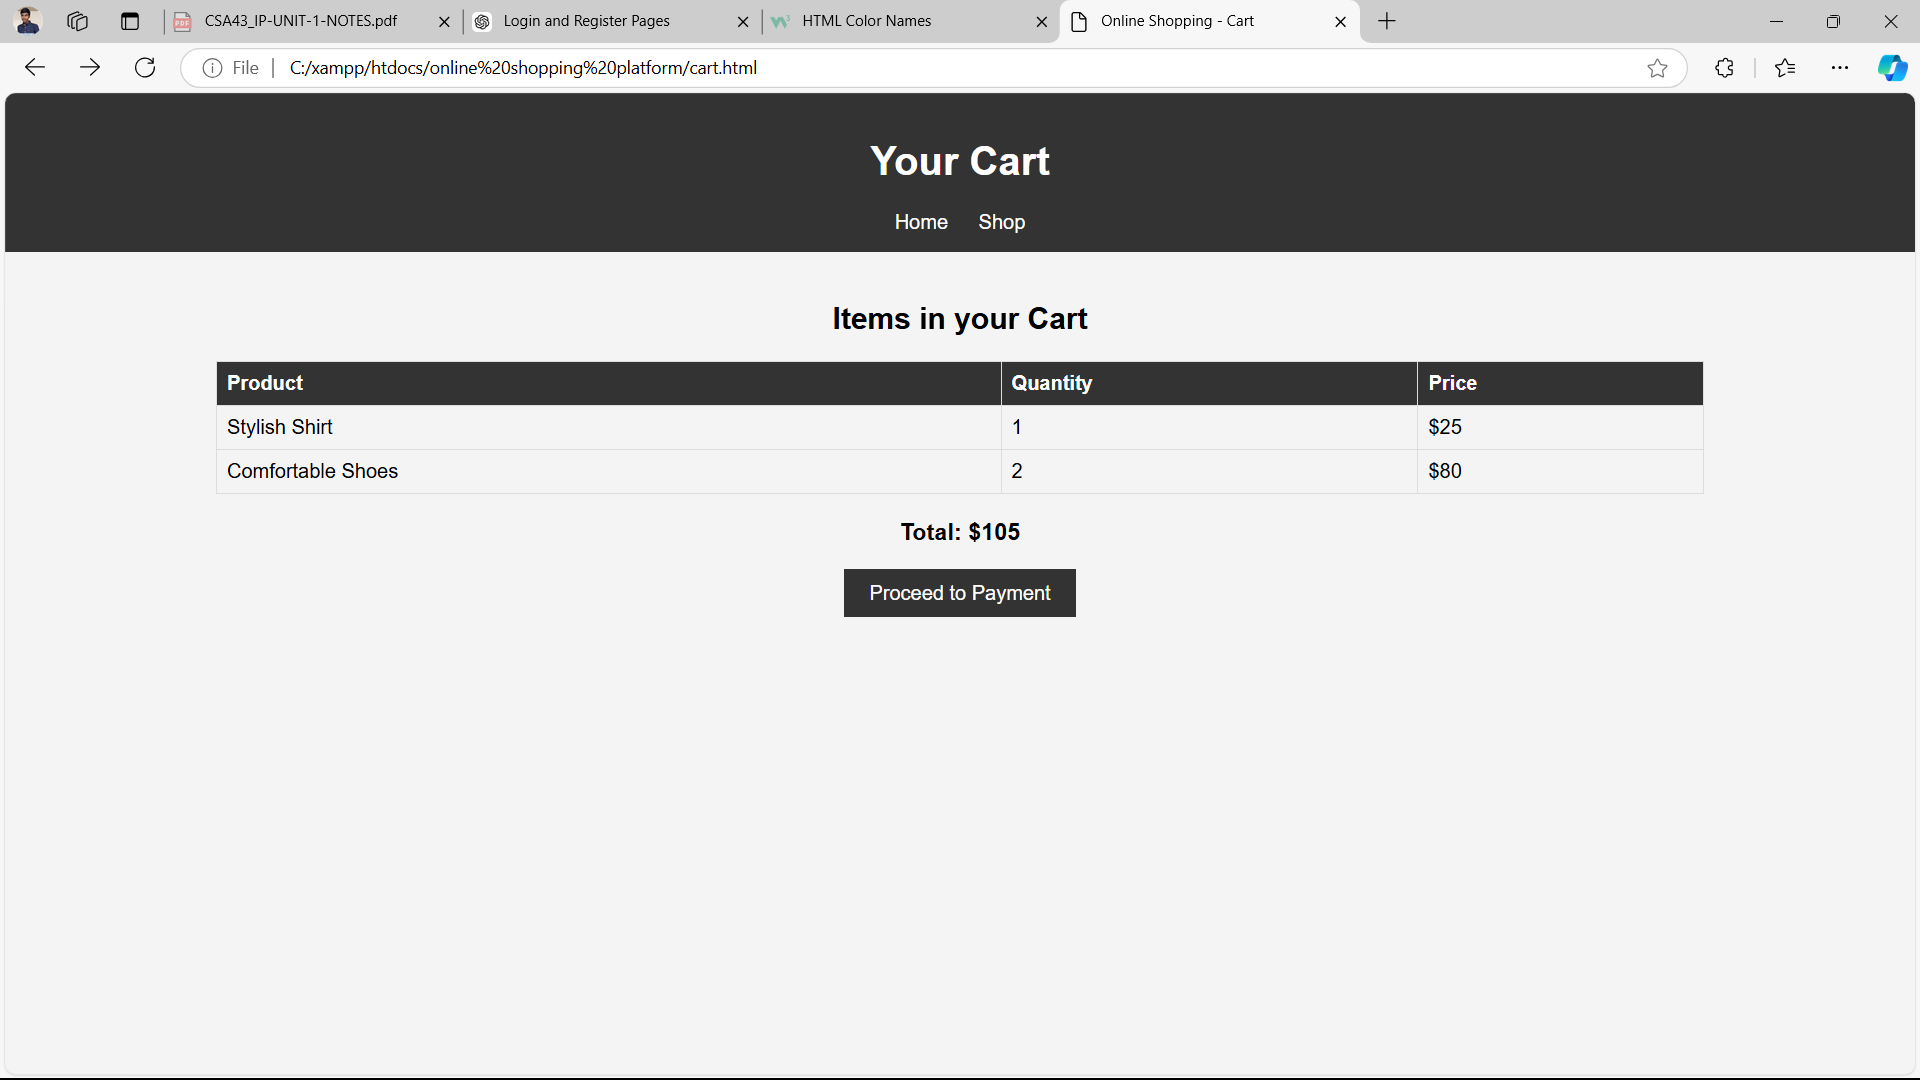 CSA43_IP-UNIT-1-NOTES.pdf
Login and Register Pages
HTML Color Names
Online Shopping - Cart
File
C:/xampp/htdocs/online%20shopping%20platform/cart.html
Your Cart
Home Shop
Items in your Cart
Product Quantity Price
Stylish Shirt 1 $25
Comfortable Shoes 2 $80
Total: $105
Proceed to Payment